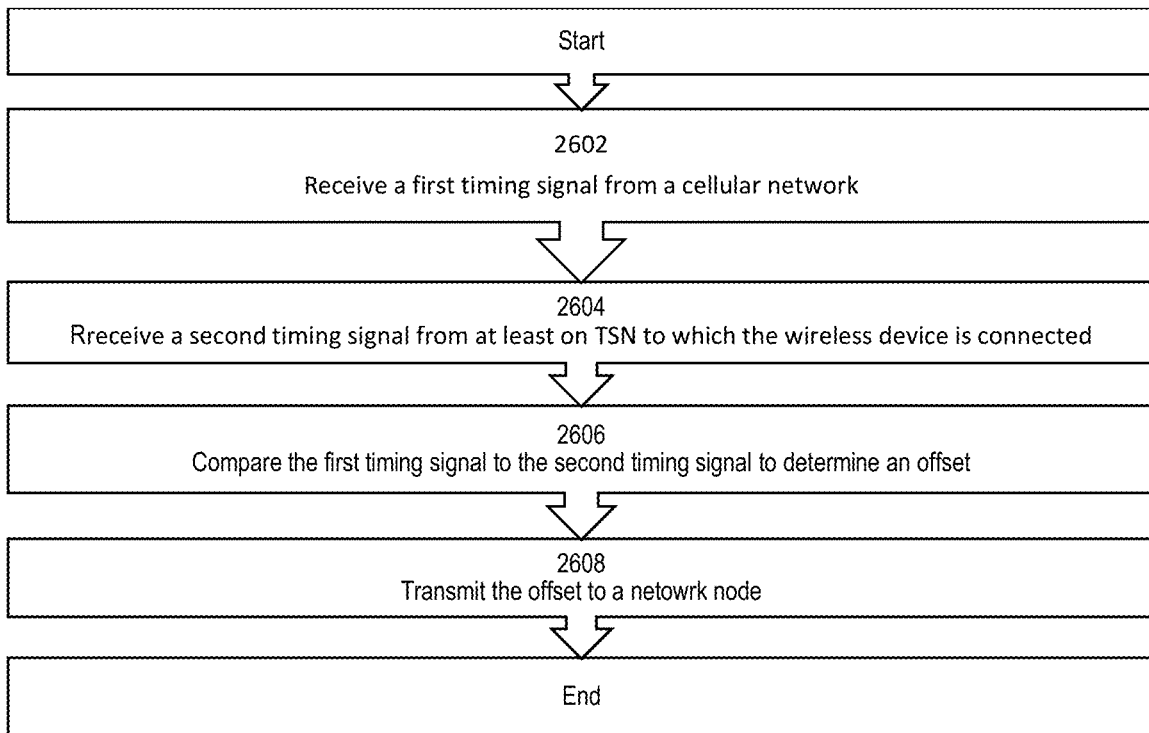 Start
2602
Receive a first timing signal from a cellular network
2604
Rreceive a second timing signal from at least on TSN to which the wireless device is connected
2606
Compare the first timing signal to the second timing signal to determine an offset
2608
Transmit the offset to a netowrk node
End